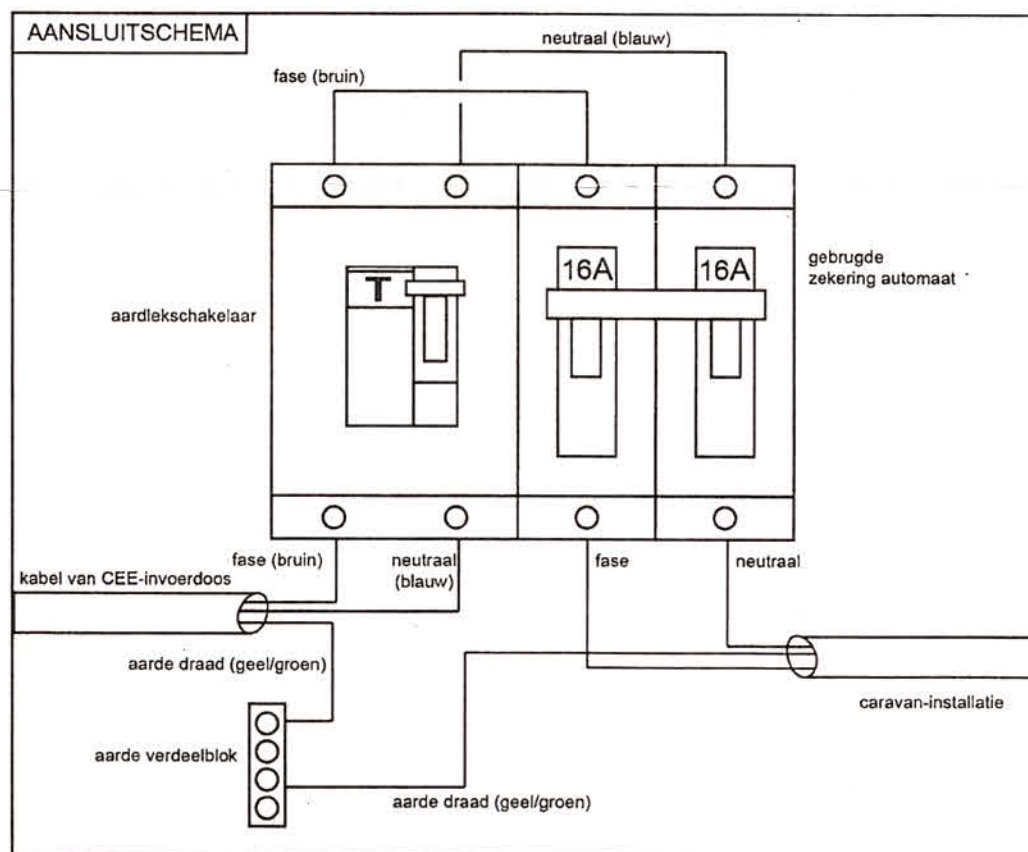 AANSLUITSCHEMA
neutraal (blauw)
fase (bruin)
T
16A
16A
gebrugde
zekering automaat
aardlekschakelaar
fase (bruin)
neutraal
(blauw)
fase
neutraal
kabel van CEE-invoerdoos
aarde draad (geel/groen)
caravan-installatie
aarde verdeelblok
aarde draad (geel/groen)